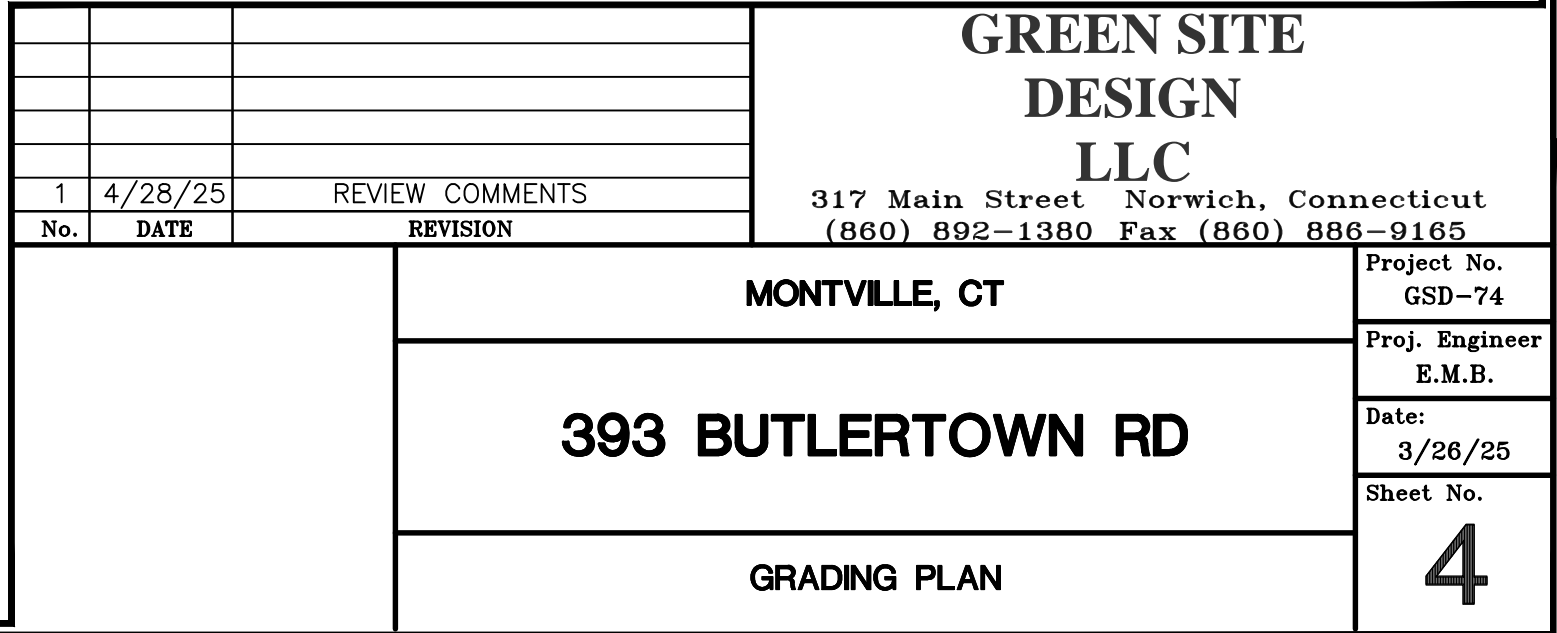 GREEN SITE
DESIGN
LLC
317 Main Street Norwich, Connecticut
(860) 892-1380 Fax (860) 886-9165
1 4/28/25 REVIEW COMMENTS
No. DATE REVISION
MONTVILLE, CT
393 BUTLERTOWN RD
GRADING PLAN
Project No.
GSD-74
Proj. Engineer
E.M.B.
Date:
3/26/25
Sheet No.
4